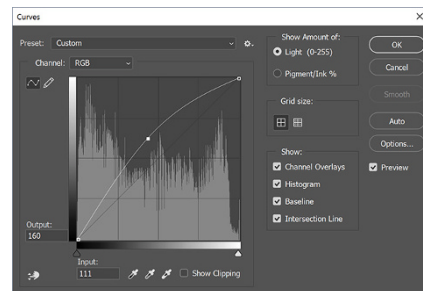 Curves
Preset: Custom
Channel: RGB
Output:
160
Input:
111
Show Clipping
Show Amount of:
Light (0-255)
Pigment/Ink %
Grid size:
Show:
Channel Overlays
Histogram
Baseline
Intersection Line
OK
Cancel
Smooth
Auto
Options...
Preview